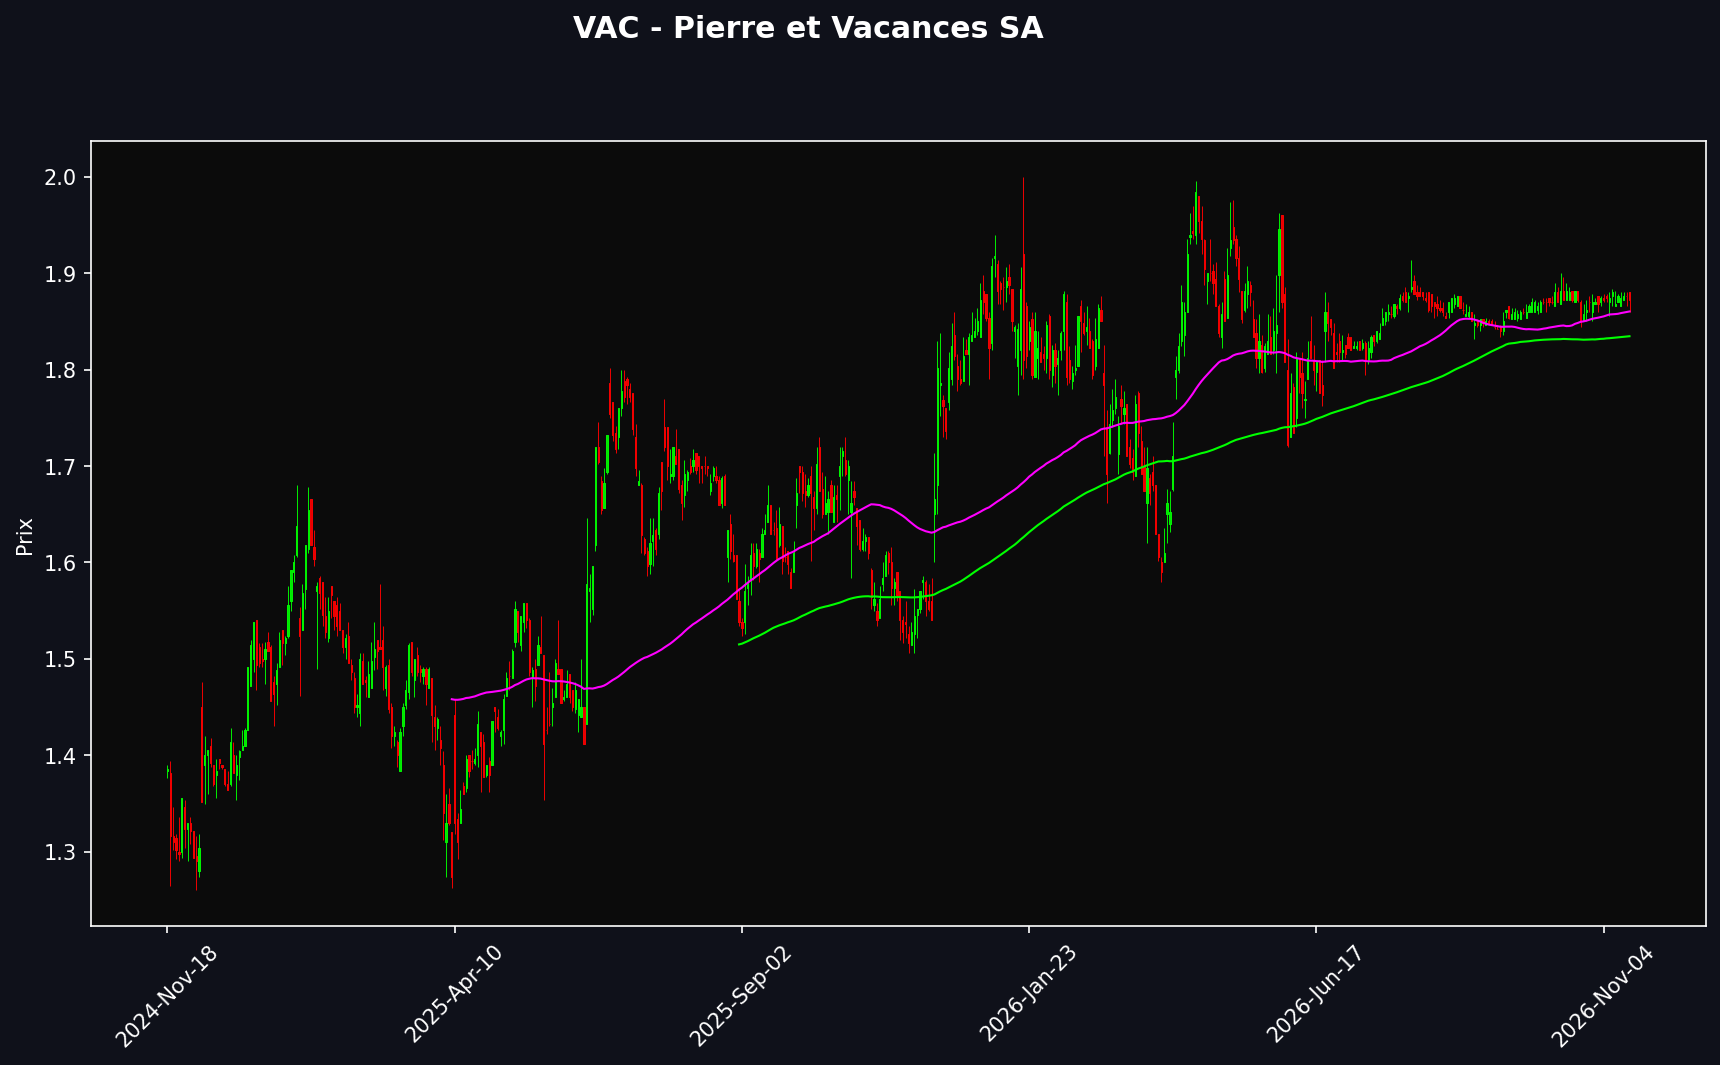 VAC - Pierre et Vacances SA
Prix
2.0
1.9
1.8
1.7
1.6
1.5
1.4
1.3
2024-Nov-18
2025-Apr-10
2025-Sep-02
2026-Jan-23
2026-Jun-17
2026-Nov-04